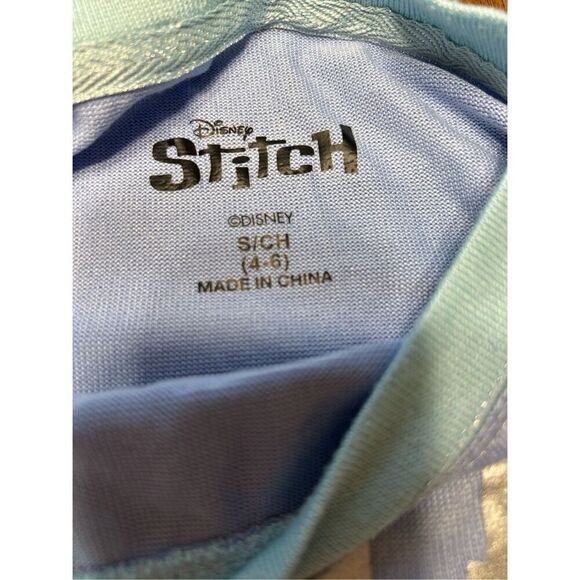 Disney
Stitch
©DISNEY
S/CH
(4-6)
MADE IN CHINA